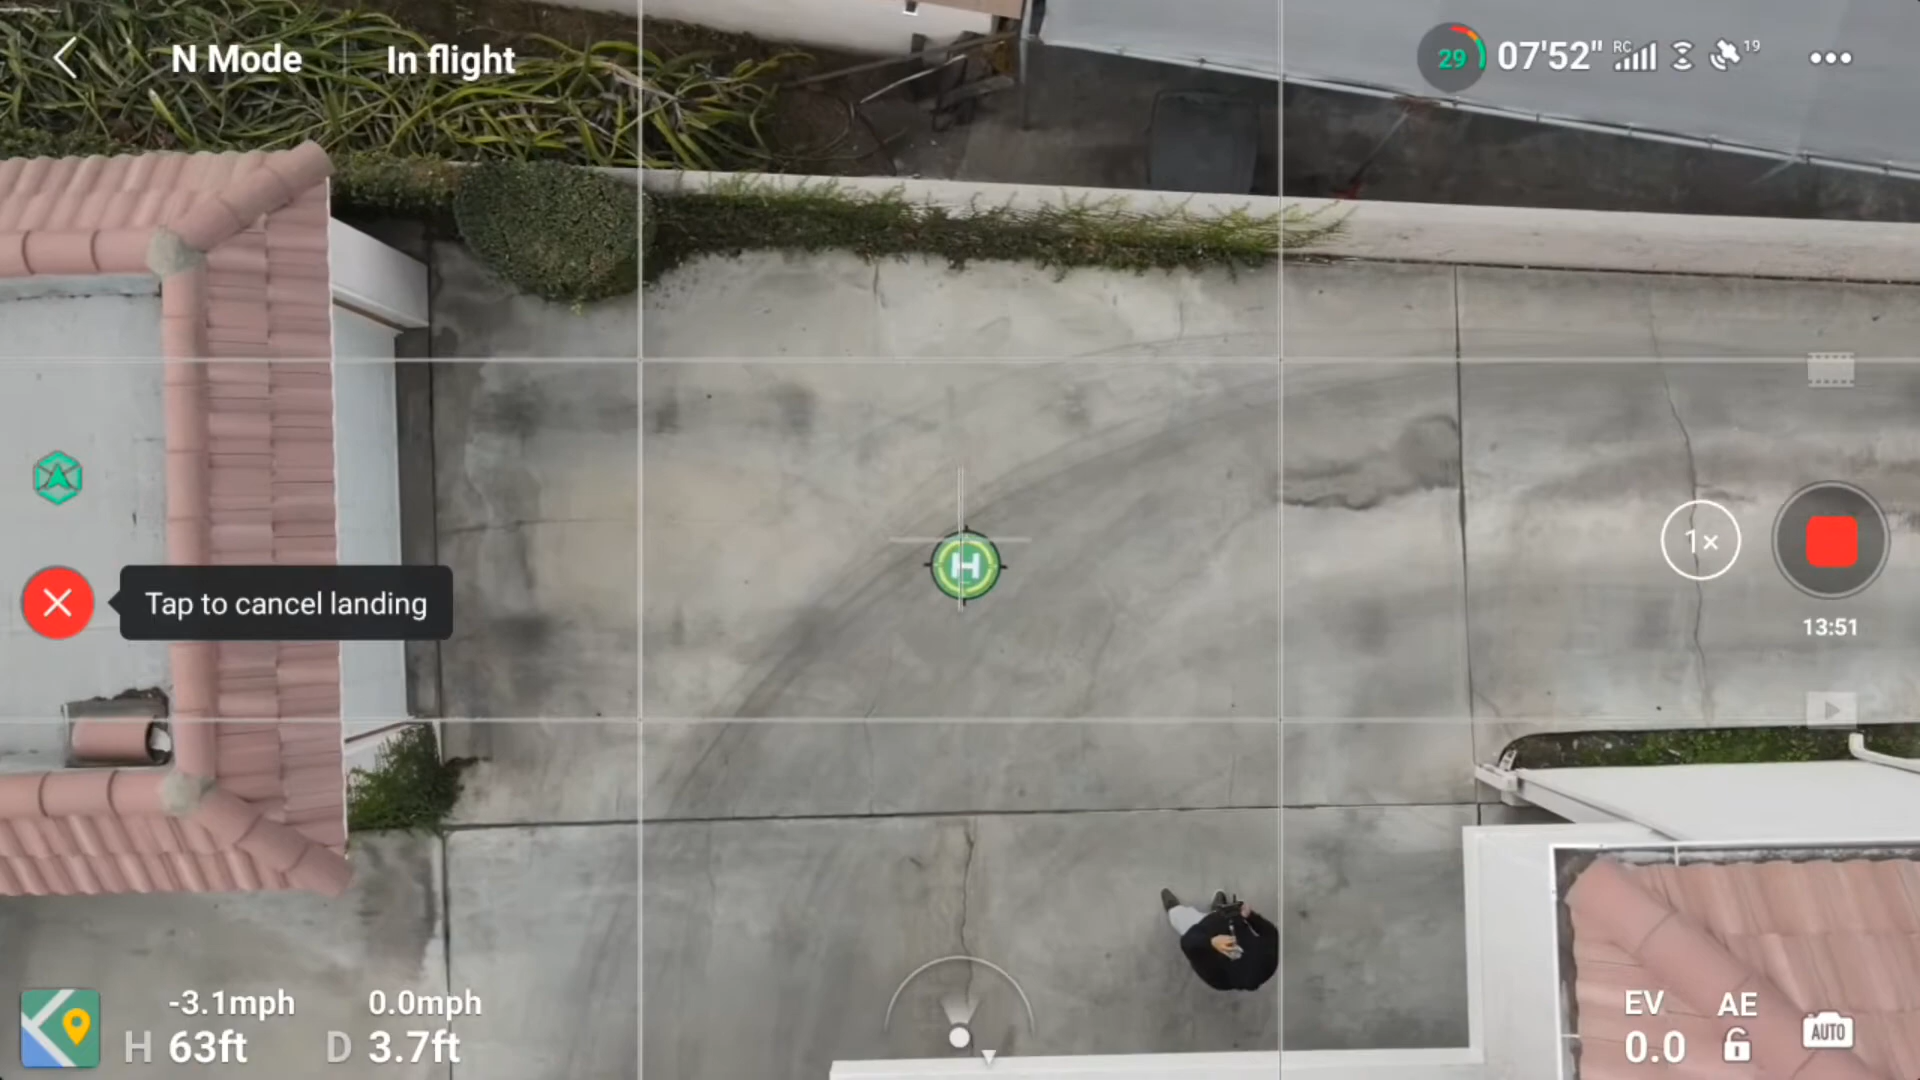 N Mode
In flight
29
07'52"
RC
19
H
1×
Tap to cancel landing
13:51
-3.1mph
0.0mph
H 63ft
D 3.7ft
EV
0.0
AE
AUTO